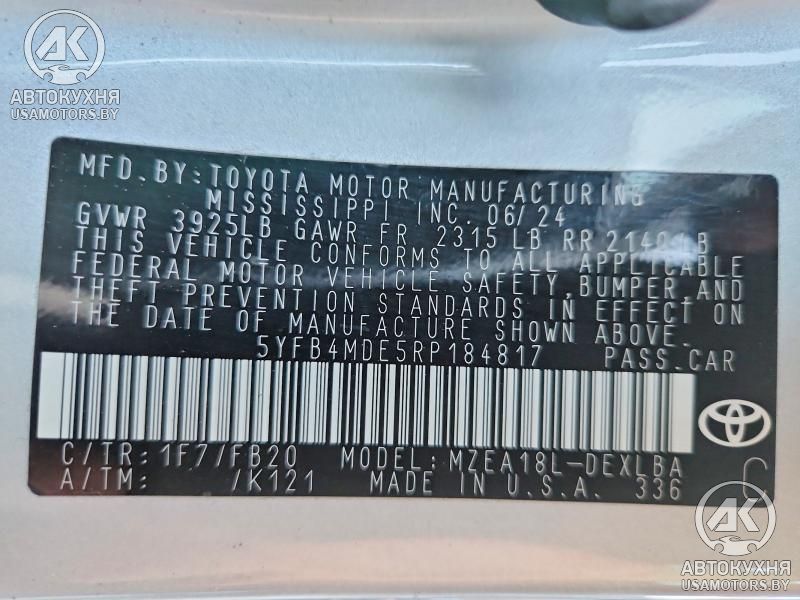 AK
АВТОКУХНЯ
USAMOTORS.BY
MFD. BY: TOYOTA MOTOR MANUFACTURING
MISSISSIPPI INC. 06/24
GVWR 3925LB GAWR FR 2315 LB RR 2140 LB
THIS VEHICLE CONFORMS TO ALL APPLICABLE
FEDERAL MOTOR VEHICLE SAFETY, BUMPER AND
THEFT PREVENTION STANDARDS IN EFFECT ON
THE DATE OF MANUFACTURE SHOWN ABOVE.
5YFB4MDE5RP184817 PASS.CAR
C/TR: 1F7/FB20 MODEL: MZEA18L-DEXLBA
A/TM: /K121 MADE IN U.S.A. 336
C
AK
АВТОКУХНЯ
USAMOTORS.BY